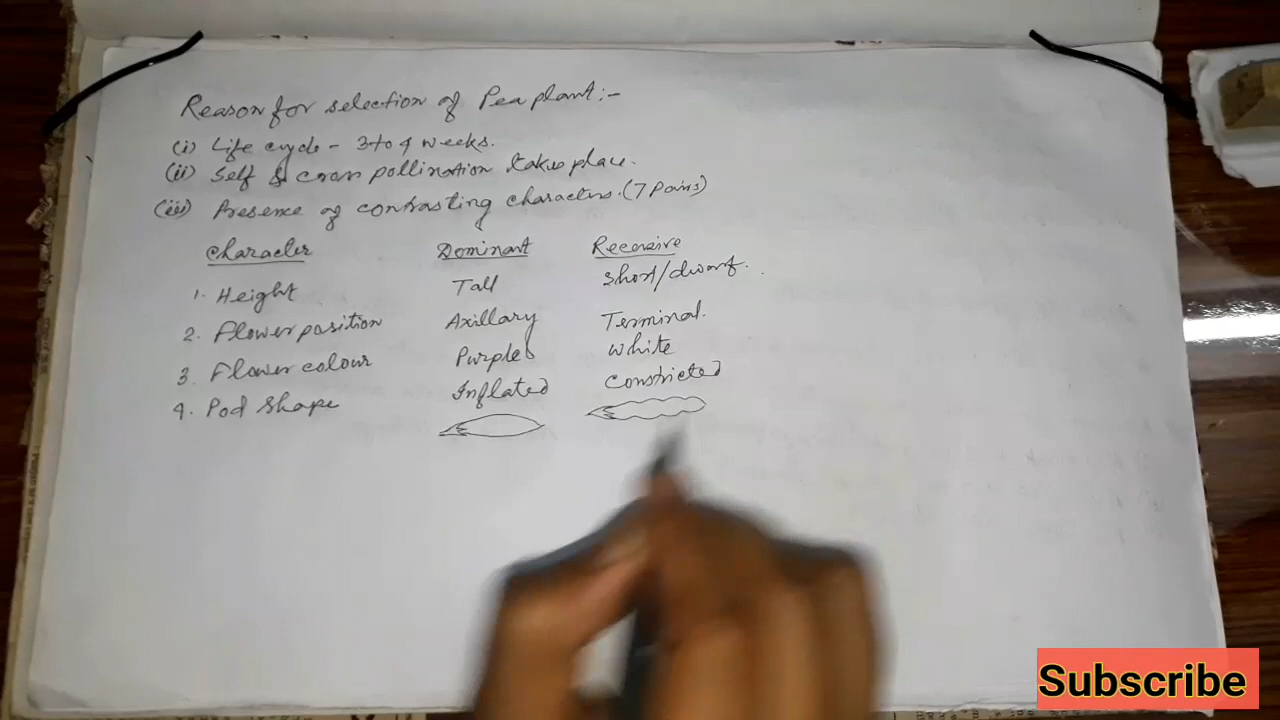 Reason for selection of Pea plant:-
(i) Life cycle - 3 to 4 weeks.
(ii) Self & cross pollination takes place.
(iii) Presence of contrasting characters. (7 pairs)
Character Dominant Recessive
1. Height Tall Short/dwarf.
2. Flower position Axillary Terminal.
3. Flower colour Purple White
4. Pod shape Inflated Constricted
Subscribe